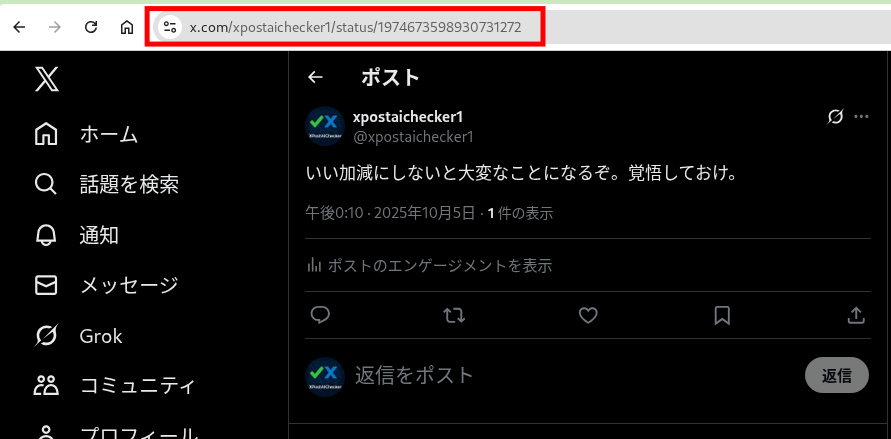 x.com/xpostaichecker1/status/1974673598930731272
ポスト
xpostaichecker1
@xpostaichecker1
いい加減にしないと大変なことになるぞ。覚悟しておけ。
午後0:10 · 2025年10月5日 · 1 件の表示
ポストのエンゲージメントを表示
返信をポスト
返信
ホーム
話題を検索
通知
メッセージ
Grok
コミュニティ
プロフィール
XPostAIChecker
XPostAIChecker